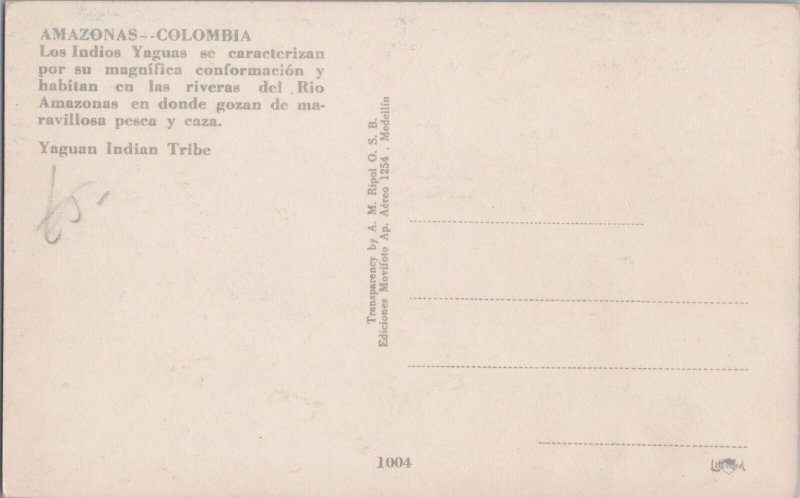 AMAZONAS--COLOMBIA
Los Indios Yaguas se caracterizan
por su magnífica conformación y
habitan en las riveras del Rio
Amazonas en donde gozan de ma-
ravillosa pesca y caza.
Yaguan Indian Tribe
Transparency by A. M. Ripol O. S. B.
Ediciones Movifoto Ap. Aéreo 1254 . Medellín
1004